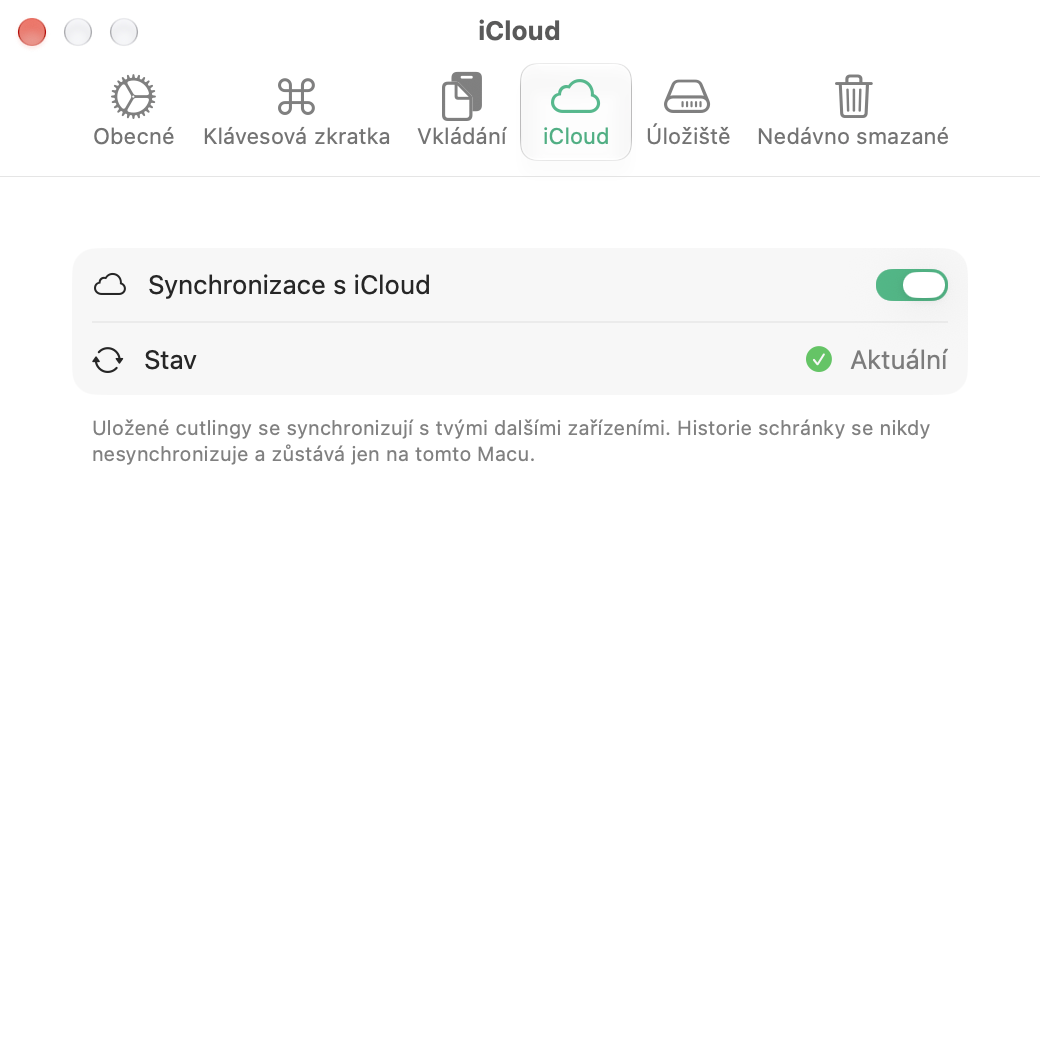 iCloud
Obecné
Klávesová zkratka
Vkládání
iCloud
Úložiště
Nedávno smazané
Synchronizace s iCloud
Stav
Aktuální
Uložené cutlingy se synchronizují s tvými dalšími zařízeními. Historie schránky se nikdy
nesynchronizuje a zůstává jen na tomto Macu.